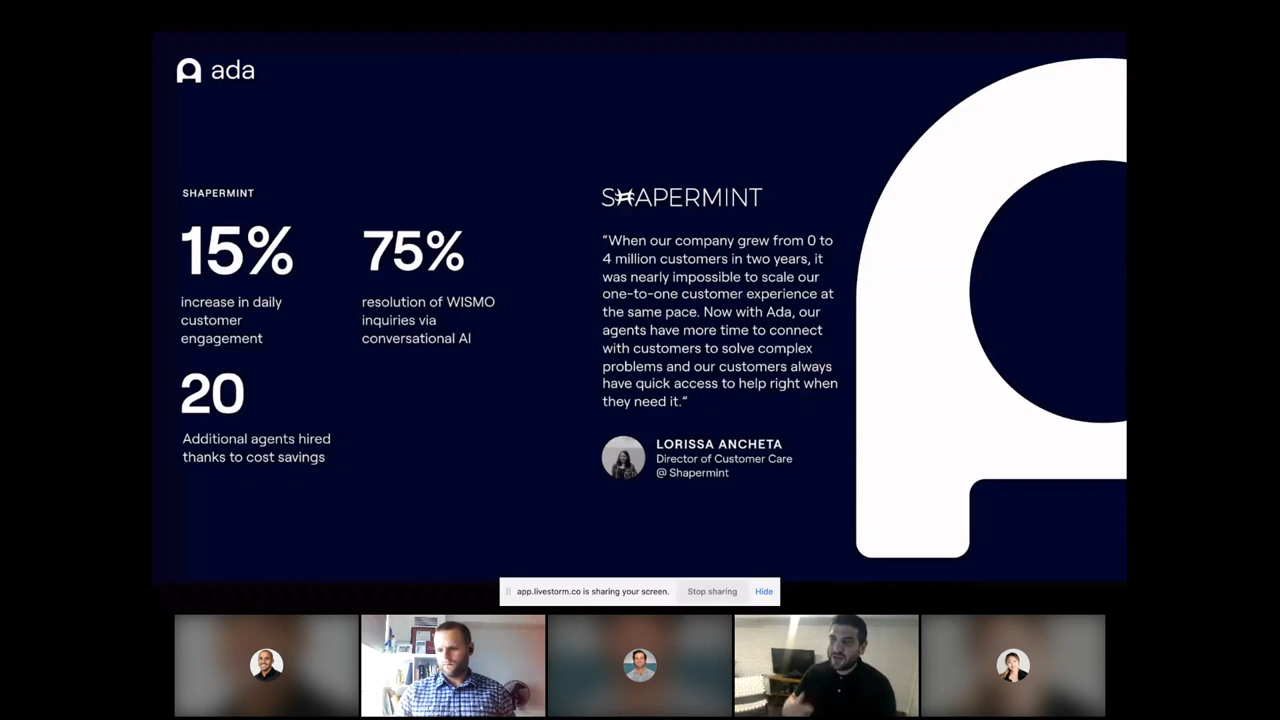 ada
SHAPERMINT
15%
increase in daily
customer
engagement
75%
resolution of WISMO
inquiries via
conversational AI
20
Additional agents hired
thanks to cost savings
SHAPERMINT
"When our company grew from 0 to
4 million customers in two years, it
was nearly impossible to scale our
one-to-one customer experience at
the same pace. Now with Ada, our
agents have more time to connect
with customers to solve complex
problems and our customers always
have quick access to help right when
they need it."
LORISSA ANCHETA
Director of Customer Care
@ Shapermint
app.livestorm.co is sharing your screen.
Stop sharing
Hide